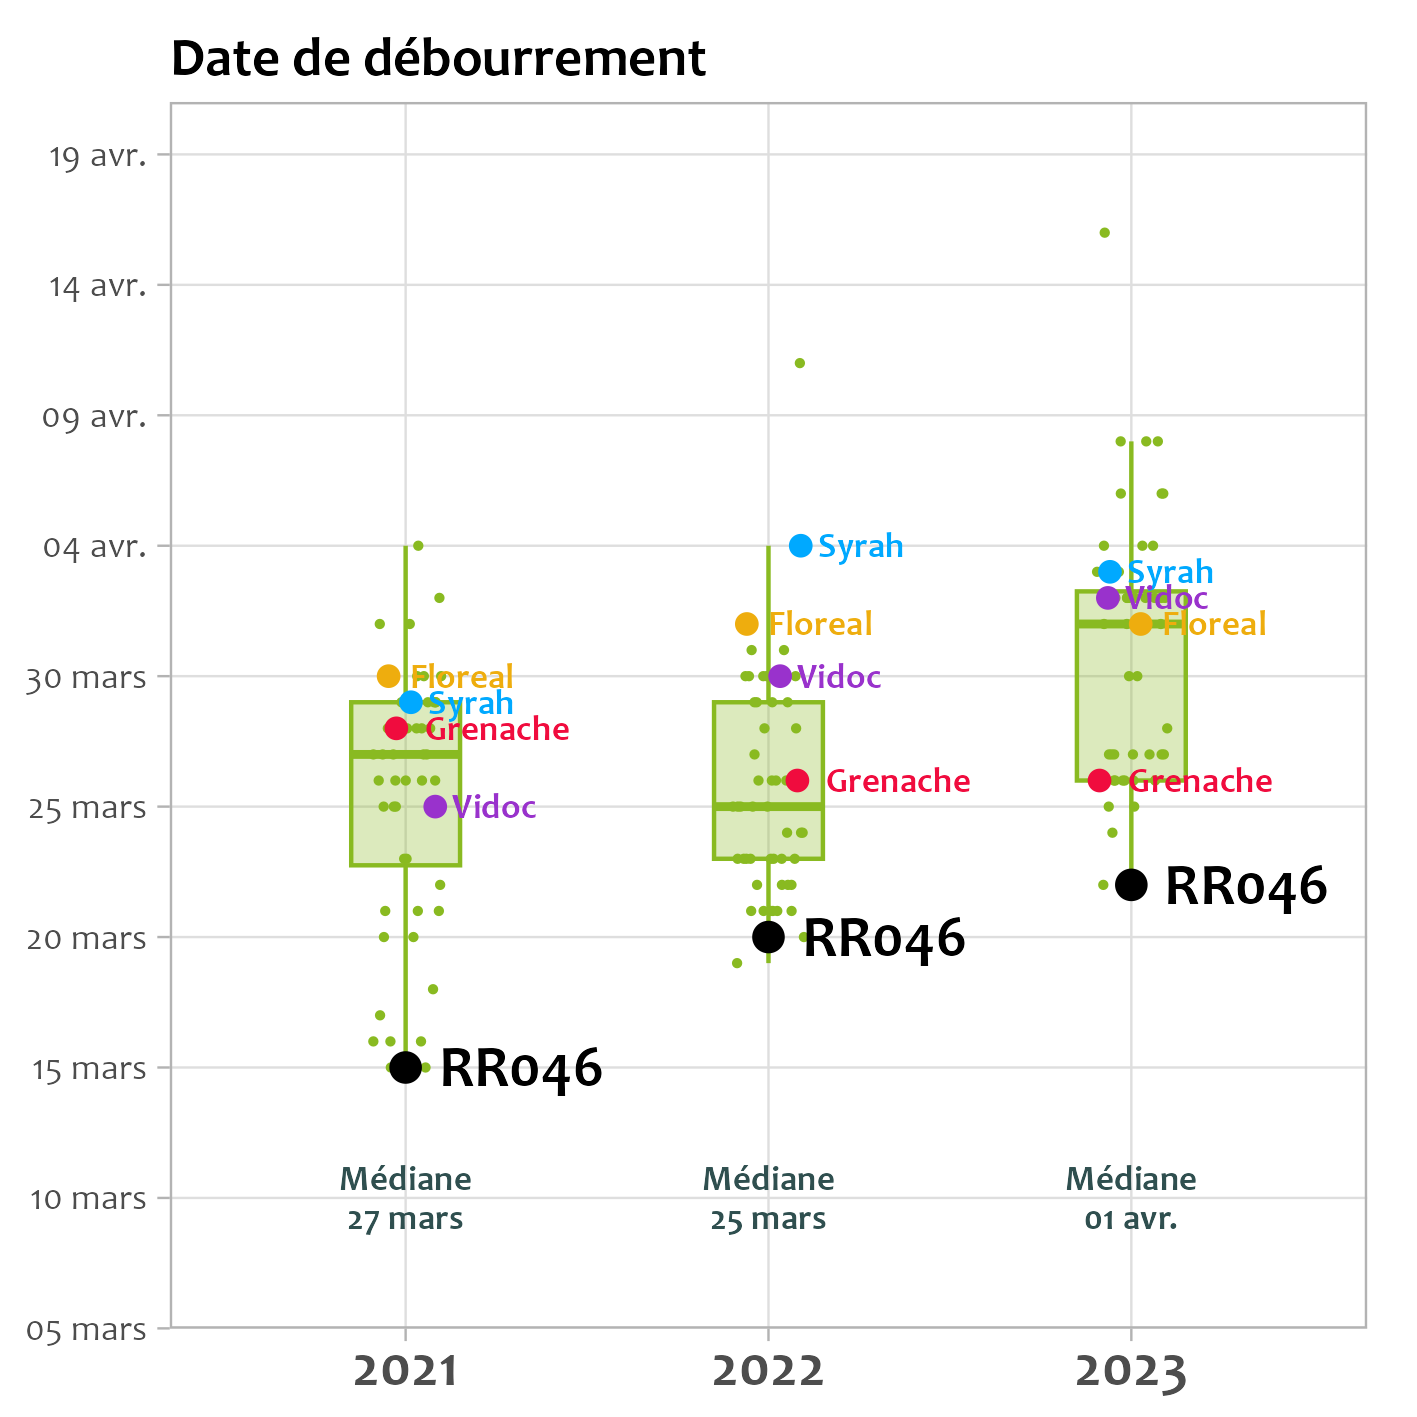 Date de débourrement
19 avr.
14 avr.
09 avr.
04 avr.
30 mars
25 mars
20 mars
15 mars
10 mars
05 mars
Floreal
Syrah
Grenache
Vidoc
RR046
Médiane
27 mars
Syrah
Floreal
Vidoc
Grenache
RR046
Médiane
25 mars
Syrah
Vidoc
Floreal
Grenache
RR046
Médiane
01 avr.
2021
2022
2023